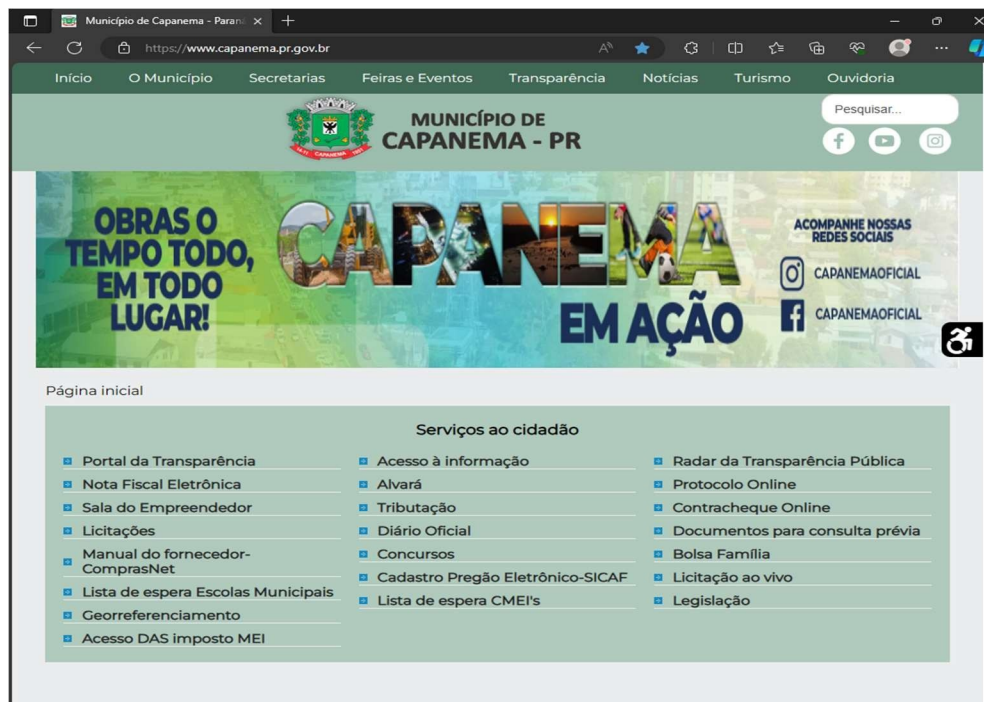 Município de Capanema - Paran
https://www.capanema.pr.gov.br
Início O Município Secretarias Feiras e Eventos Transparência Notícias Turismo Ouvidoria
MUNICÍPIO DE
CAPANEMA - PR
Pesquisar...
CAPANEMA
OBRAS O
TEMPO TODO,
EM TODO
LUGAR!
CAPANEMA
EM AÇÃO
ACOMPANHE NOSSAS
REDES SOCIAIS
CAPANEMAOFICIAL
CAPANEMAOFICIAL
Página inicial
Serviços ao cidadão
Portal da Transparência
Nota Fiscal Eletrônica
Sala do Empreendedor
Licitações
Manual do fornecedor-
ComprasNet
Lista de espera Escolas Municipais
Georreferenciamento
Acesso DAS imposto MEI
Acesso à informação
Alvará
Tributação
Diário Oficial
Concursos
Cadastro Pregão Eletrônico-SICAF
Lista de espera CMEI's
Radar da Transparência Pública
Protocolo Online
Contracheque Online
Documentos para consulta prévia
Bolsa Família
Licitação ao vivo
Legislação